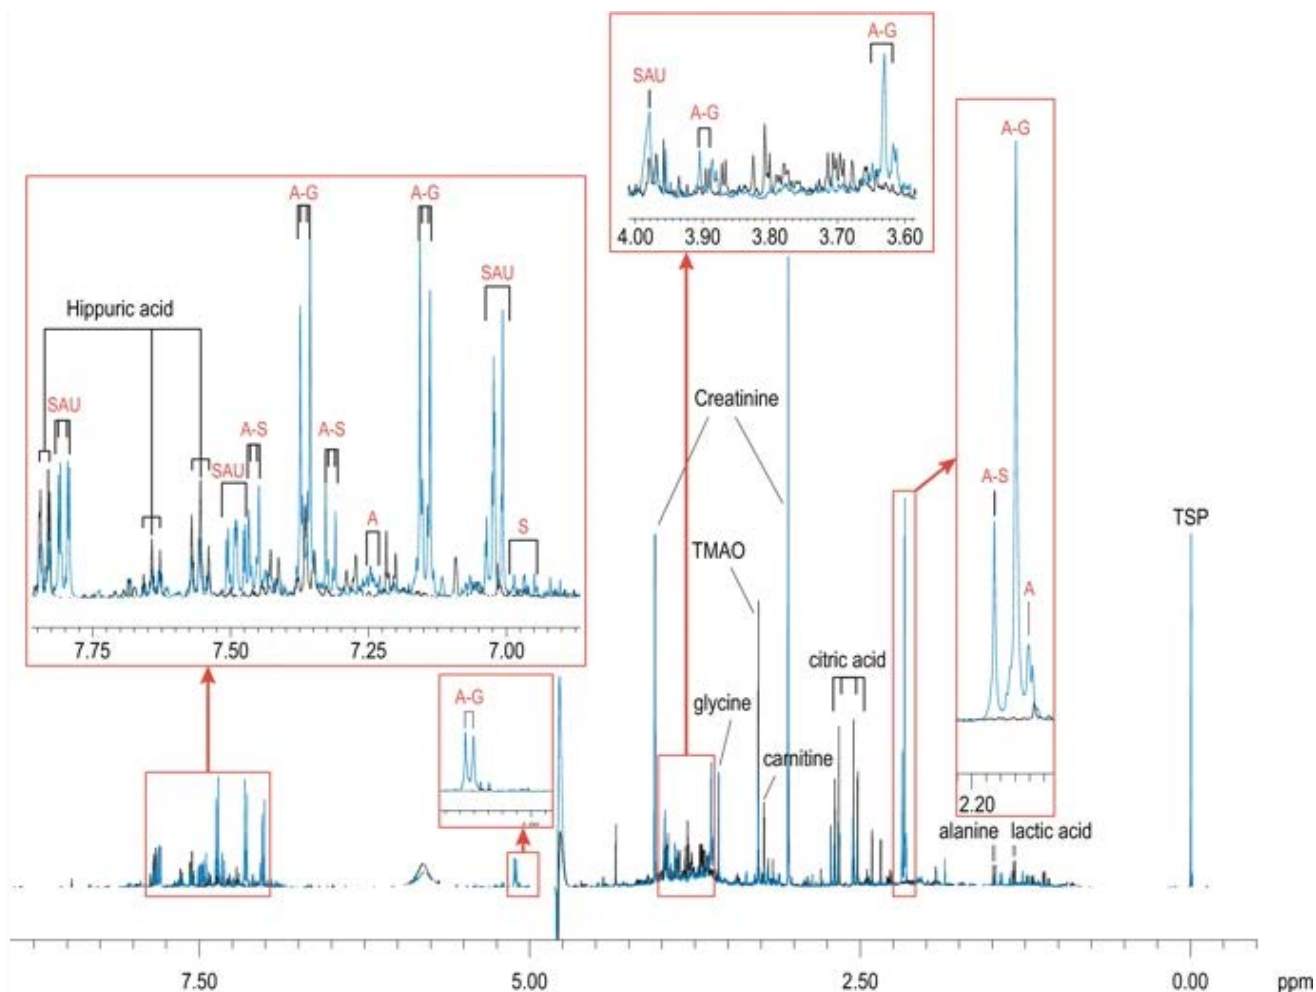 A-G
SAU
A-G
4.00 3.90 3.80 3.70 3.60
A-G
A-S
A
2.20
A-G
A-G
SAU
Hippuric acid
SAU
A-S
A-S
SAU
A
S
7.75 7.50 7.25 7.00
Creatinine
TMAO
TSP
citric acid
glycine
carnitine
A-G
alanine
lactic acid
7.50 5.00 2.50 0.00 ppm